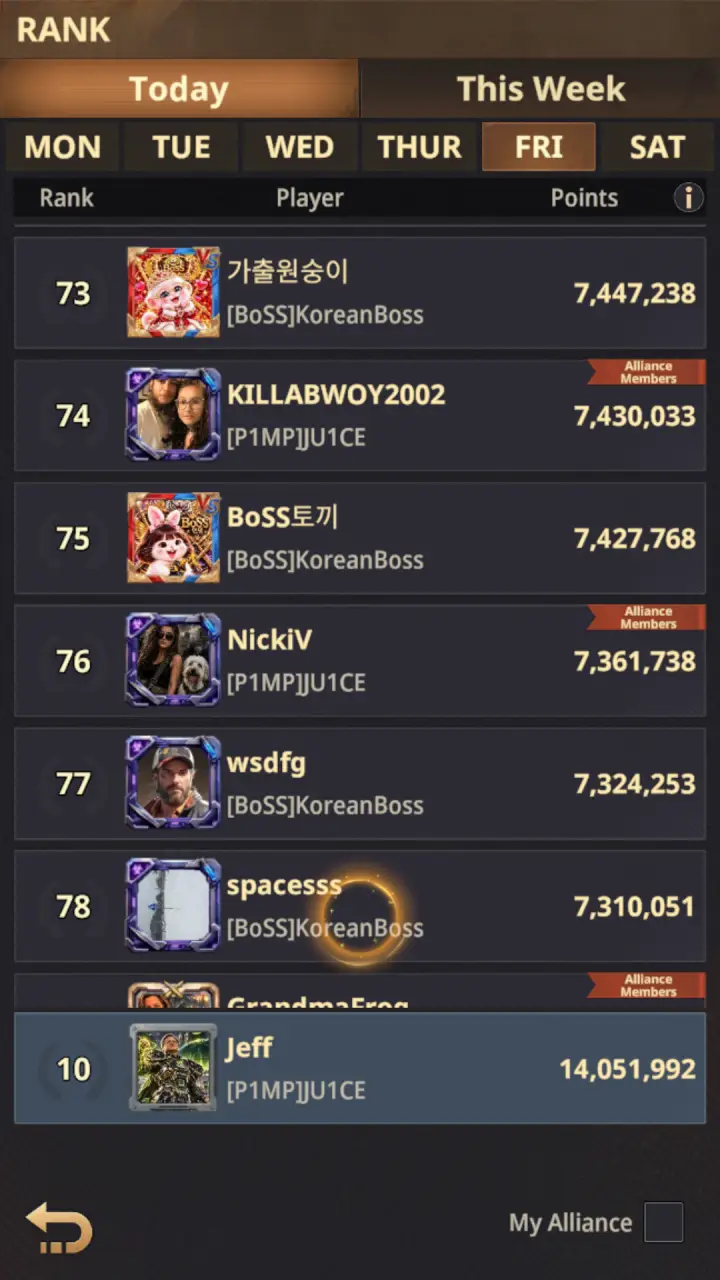 RANK
Today
This Week
MON
TUE
WED
THUR
FRI
SAT
Rank
Player
Points
73
가출원숭이
[BoSS]KoreanBoss
7,447,238
74
KILLABWOY2002
[P1MP]JU1CE
Alliance
Members
7,430,033
75
BoSS토끼
[BoSS]KoreanBoss
7,427,768
76
NickiV
[P1MP]JU1CE
Alliance
Members
7,361,738
77
wsdfg
[BoSS]KoreanBoss
7,324,253
78
spacesss
[BoSS]KoreanBoss
7,310,051
GrandmaFrog
Alliance
Members
10
Jeff
[P1MP]JU1CE
14,051,992
My Alliance